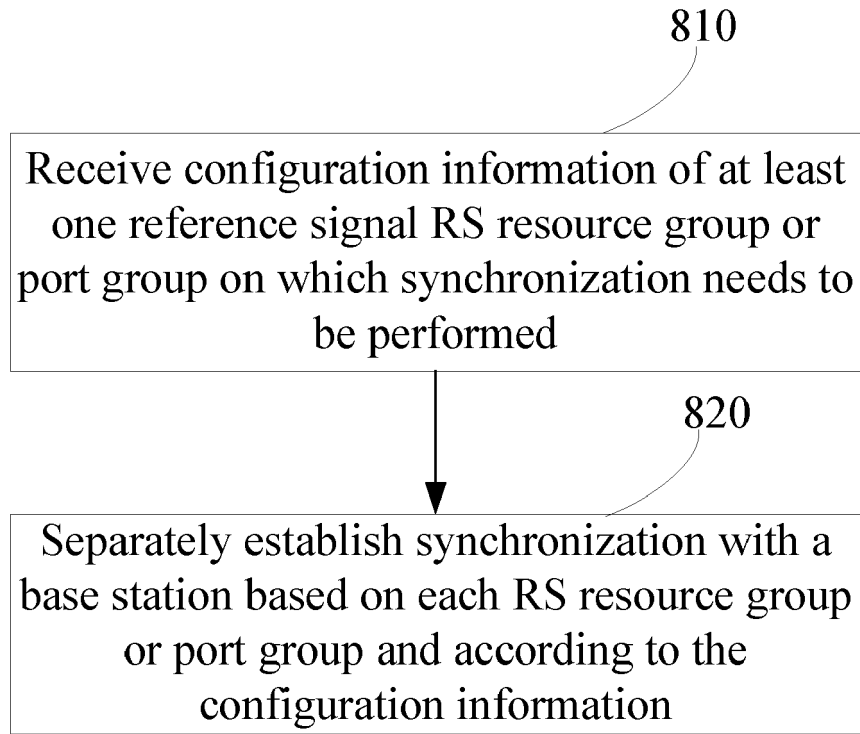 810
Receive configuration information of at least
one reference signal RS resource group or
port group on which synchronization needs to
be performed
820
Separately establish synchronization with a
base station based on each RS resource group
or port group and according to the
configuration information